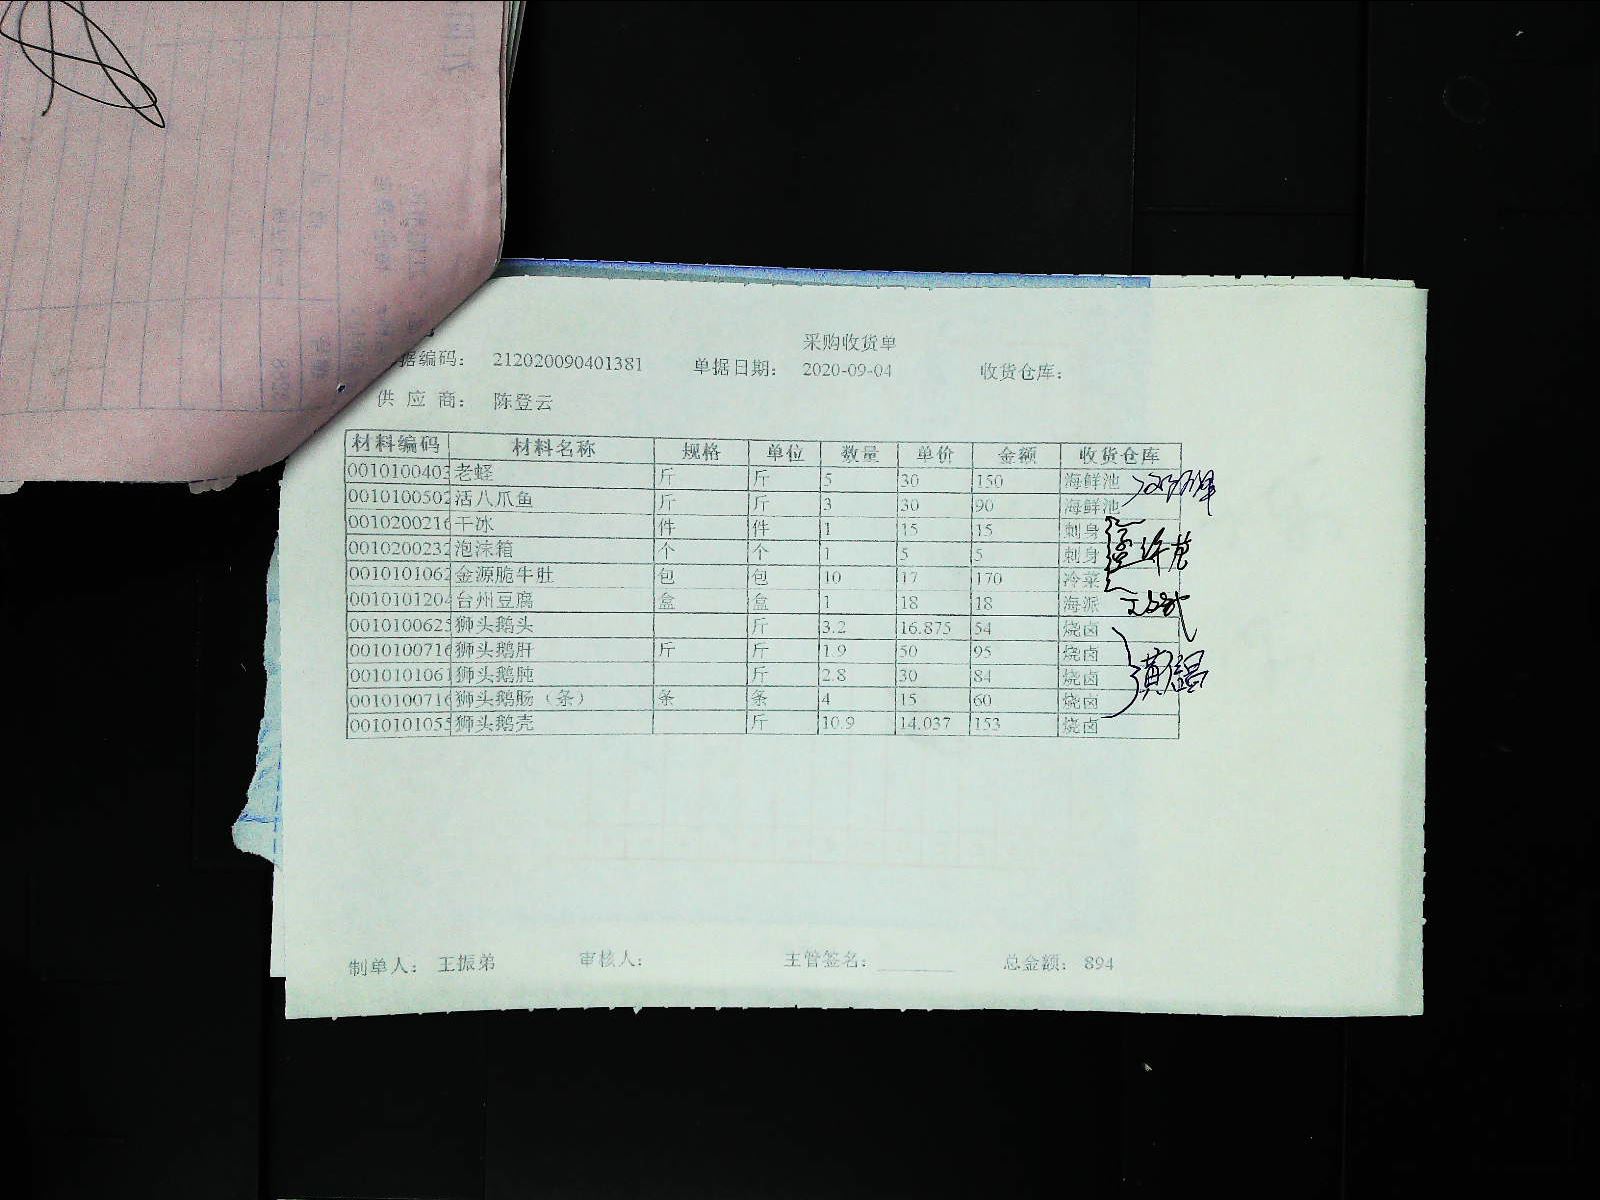 采购收货单
据编码： 212020090401381 单据日期： 2020-09-04 收货仓库：
供应商： 陈登云
材料编码 材料名称 规格 单位 数量 单价 金额 收货仓库
0010100403 老蛏 斤 斤 5 30 150 海鲜池
0010100502 活八爪鱼 斤 斤 3 30 90 海鲜池
0010200216 干冰 件 件 1 15 15 刺身
0010200232 泡沫箱 个 个 1 5 5 刺身
0010101062 金源脆牛肚 包 包 10 17 170 冷菜
0010101204 台州豆腐 盒 盒 1 18 18 海派
0010100625 狮头鹅头 斤 3.2 16.875 54 烧卤
0010100716 狮头鹅肝 斤 斤 1.9 50 95 烧卤
0010101061 狮头鹅肫 斤 2.8 30 84 烧卤
0010100716 狮头鹅肠（条） 条 条 4 15 60 烧卤
0010101055 狮头鹅壳 斤 10.9 14.037 153 烧卤
制单人： 王振弟 审核人： 主管签名： 总金额： 894